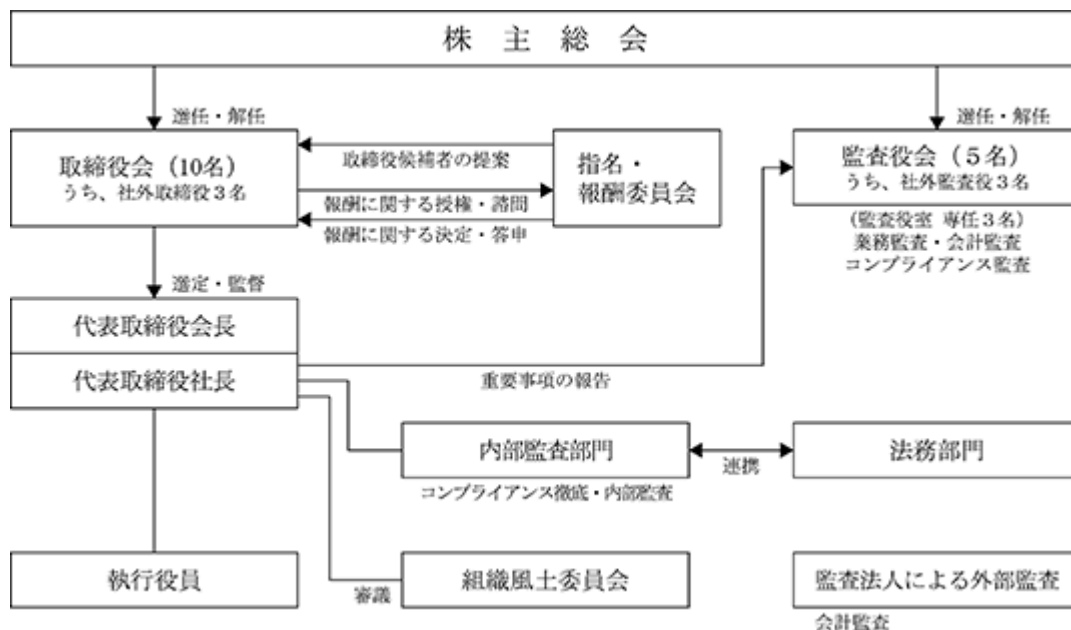 株主総会
選任・解任
選任・解任
取締役会（10名）
うち、社外取締役３名
取締役候補者の提案
報酬に関する授権・諮問
報酬に関する決定・答申
指名・
報酬委員会
監査役会（５名）
うち、社外監査役３名
（監査役室 専任３名）
業務監査・会計監査
コンプライアンス監査
選定・監督
代表取締役会長
代表取締役社長
重要事項の報告
内部監査部門
コンプライアンス徹底・内部監査
連携
法務部門
執行役員
審議
組織風土委員会
監査法人による外部監査
会計監査